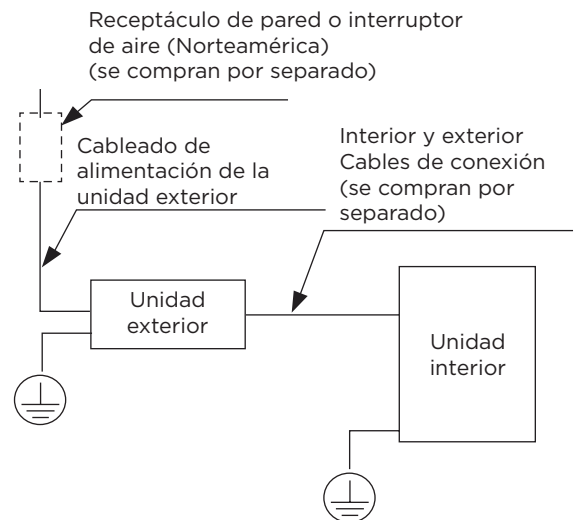 Receptáculo de pared o interruptor
de aire (Norteamérica)
(se compran por separado)
Cableado de
alimentación de la
unidad exterior
Interior y exterior
Cables de conexión
(se compran por
separado)
Unidad
exterior
Unidad
interior